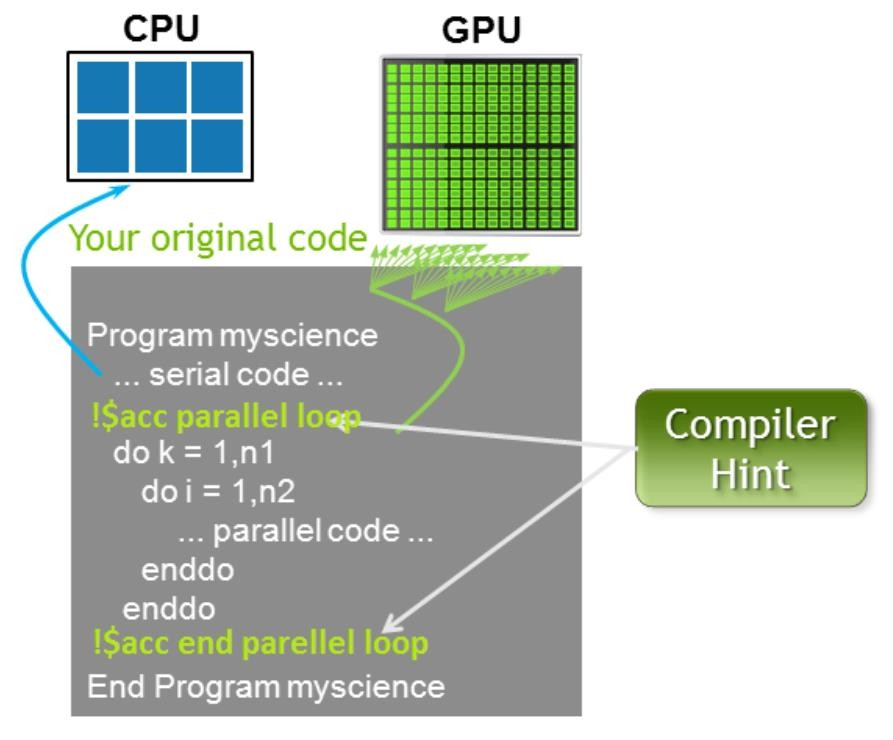 CPU
GPU
Your original code
Program myscience
... serial code ...
!$acc parallel loop
do k = 1,n1
do i = 1,n2
... parallel code ...
enddo
enddo
!$acc end parellel loop
End Program myscience
Compiler
Hint